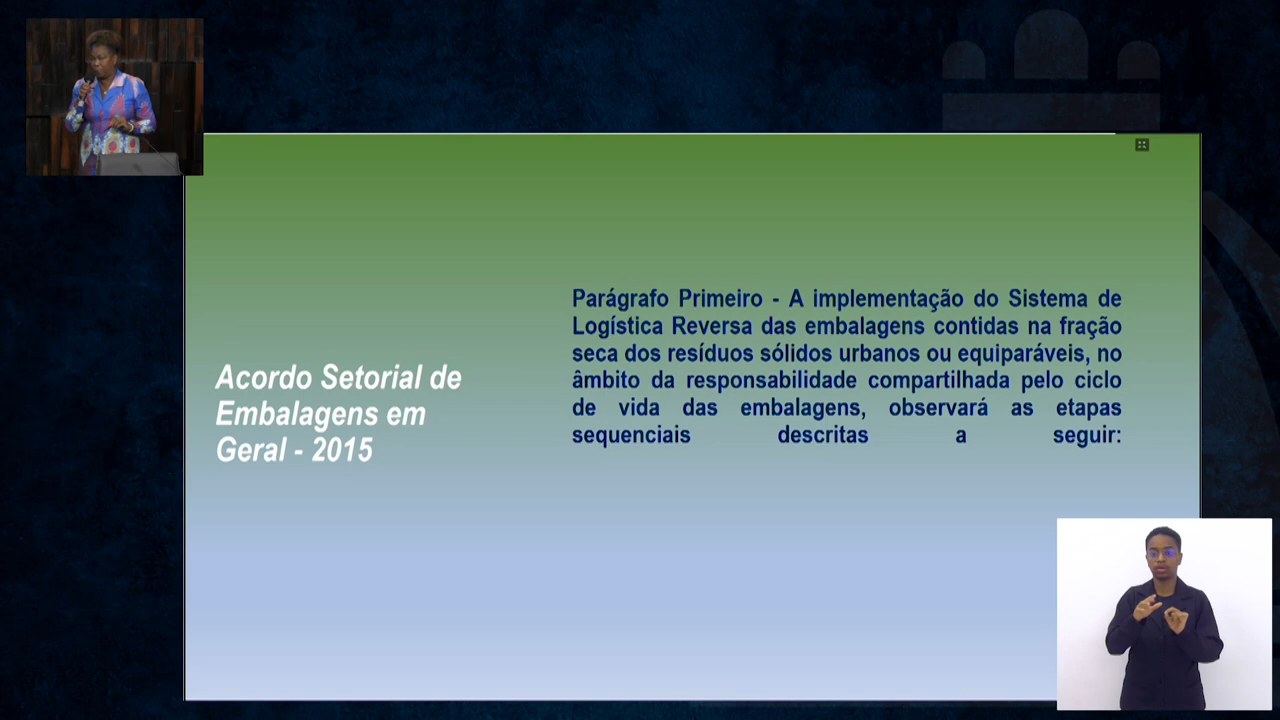 Acordo Setorial de
Embalagens em
Geral - 2015
Parágrafo Primeiro - A implementação do Sistema de
Logística Reversa das embalagens contidas na fração
seca dos resíduos sólidos urbanos ou equiparáveis, no
âmbito da responsabilidade compartilhada pelo ciclo
de vida das embalagens, observará as etapas
sequenciais descritas a seguir: